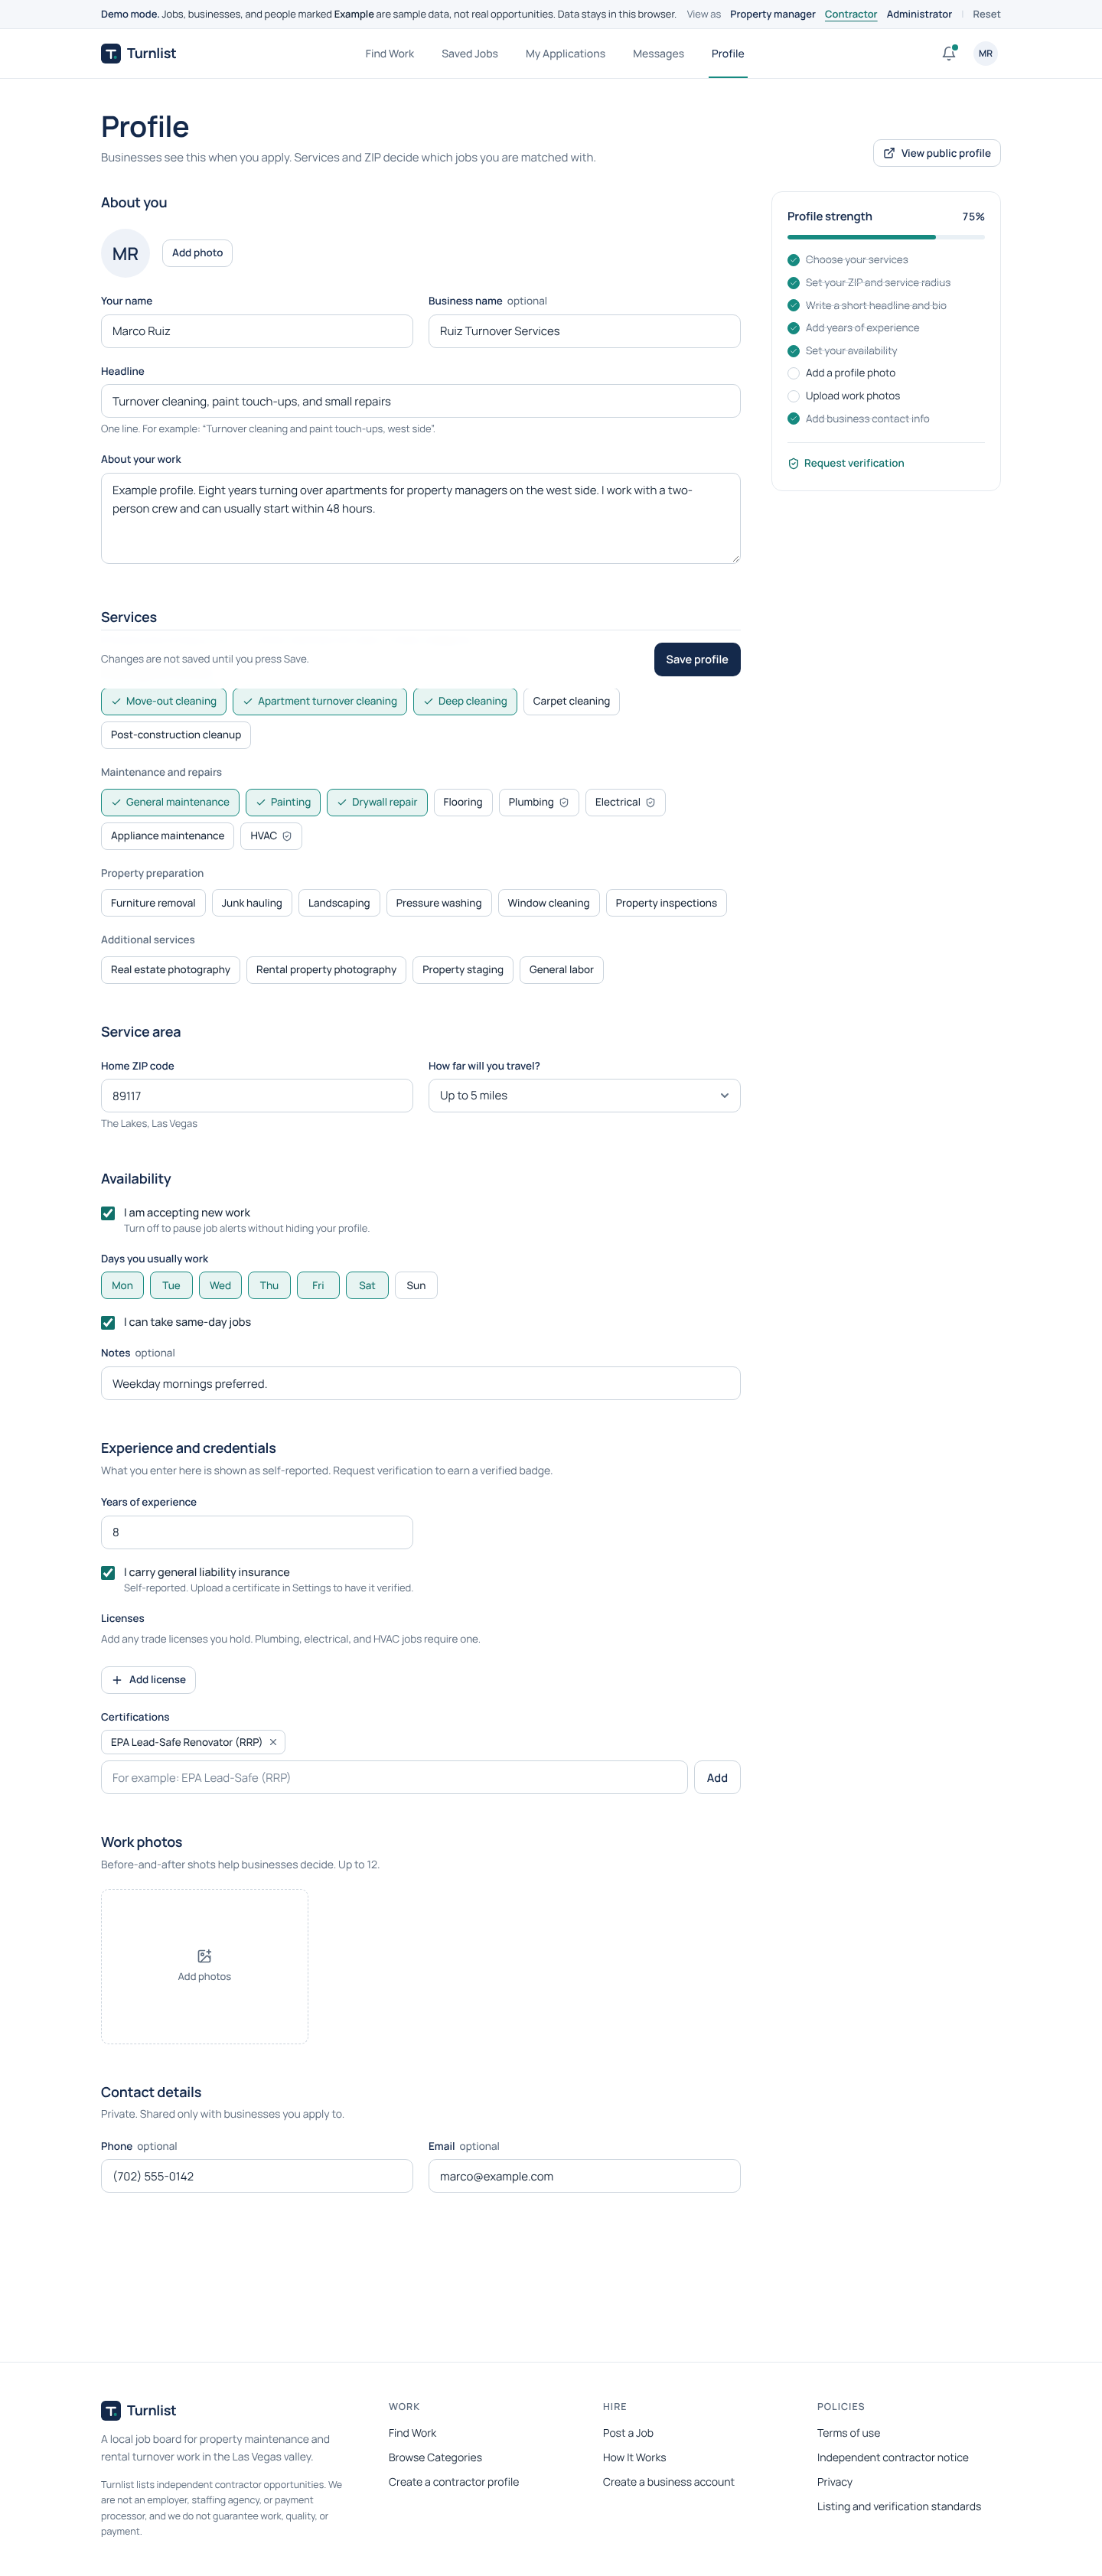 Demo mode. Jobs, businesses, and people marked Example are sample data, not real opportunities. Data stays in this browser. View as Property manager Contractor Administrator Reset
Turnlist Find Work Saved Jobs My Applications Messages Profile MR
Profile
Businesses see this when you apply. Services and ZIP decide which jobs you are matched with.
View public profile
About you
MR Add photo
Your name Business name optional
Marco Ruiz Ruiz Turnover Services
Headline
Turnover cleaning, paint touch-ups, and small repairs
One line. For example: "Turnover cleaning and paint touch-ups, west side".
About your work
Example profile. Eight years turning over apartments for property managers on the west side. I work with a two-
person crew and can usually start within 48 hours.
Profile strength 75%
Choose your services
Set your ZIP and service radius
Write a short headline and bio
Add years of experience
Set your availability
Add a profile photo
Upload work photos
Add business contact info
Request verification
Services
Changes are not saved until you press Save. Save profile
Move-out cleaning Apartment turnover cleaning Deep cleaning Carpet cleaning
Post-construction cleanup
Maintenance and repairs
General maintenance Painting Drywall repair Flooring Plumbing Electrical
Appliance maintenance HVAC
Property preparation
Furniture removal Junk hauling Landscaping Pressure washing Window cleaning Property inspections
Additional services
Real estate photography Rental property photography Property staging General labor
Service area
Home ZIP code How far will you travel?
89117 Up to 5 miles
The Lakes, Las Vegas
Availability
I am accepting new work
Turn off to pause job alerts without hiding your profile.
Days you usually work
Mon Tue Wed Thu Fri Sat Sun
I can take same-day jobs
Notes optional
Weekday mornings preferred.
Experience and credentials
What you enter here is shown as self-reported. Request verification to earn a verified badge.
Years of experience
8
I carry general liability insurance
Self-reported. Upload a certificate in Settings to have it verified.
Licenses
Add any trade licenses you hold. Plumbing, electrical, and HVAC jobs require one.
Add license
Certifications
EPA Lead-Safe Renovator (RRP)
For example: EPA Lead-Safe (RRP) Add
Work photos
Before-and-after shots help businesses decide. Up to 12.
Add photos
Contact details
Private. Shared only with businesses you apply to.
Phone optional Email optional
(702) 555-0142 marco@example.com
Turnlist
A local job board for property maintenance and
rental turnover work in the Las Vegas valley.
Turnlist lists independent contractor opportunities. We
are not an employer, staffing agency, or payment
processor, and we do not guarantee work, quality, or
payment.
WORK
Find Work
Browse Categories
Create a contractor profile
HIRE
Post a Job
How It Works
Create a business account
POLICIES
Terms of use
Independent contractor notice
Privacy
Listing and verification standards